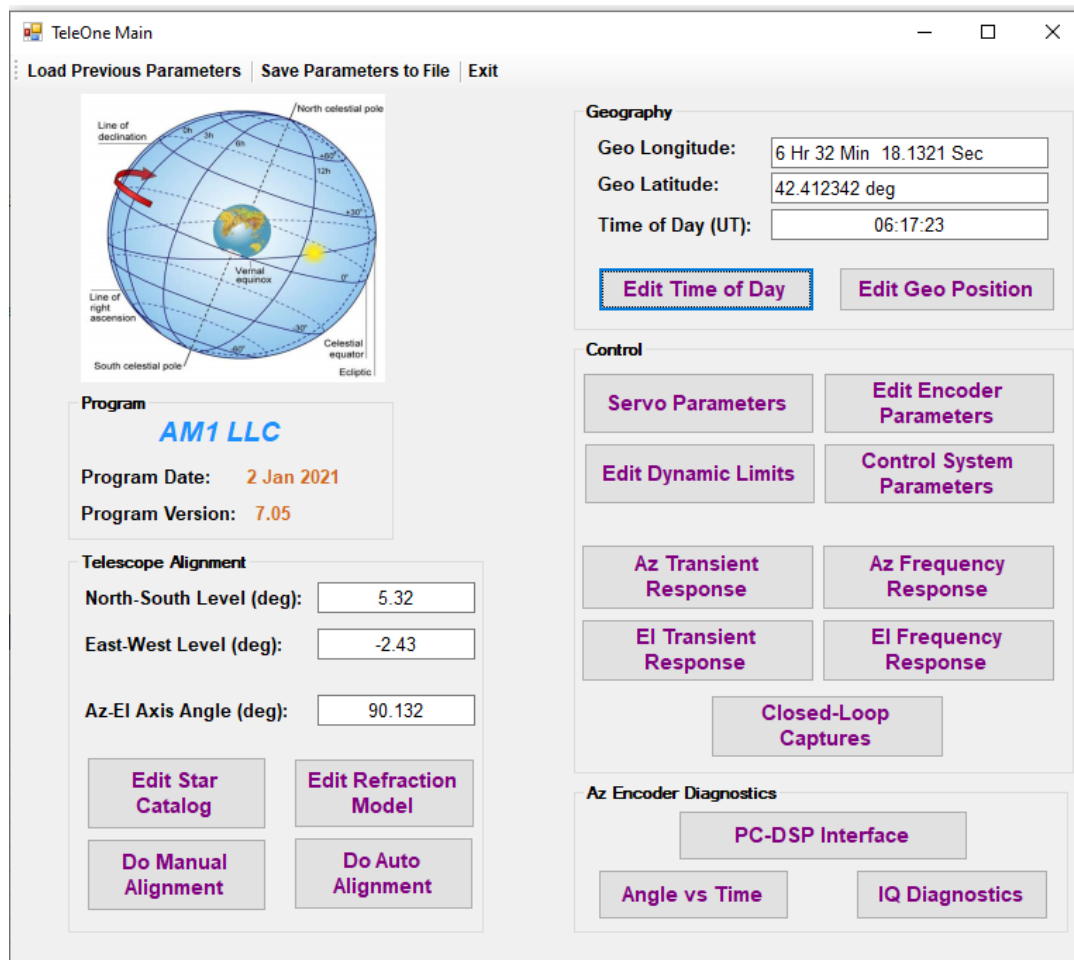 TeleOne Main
Load Previous Parameters Save Parameters to File Exit
North celestial pole
Line of
declination
0h 3h 6h
+60°
12h
+30°
Vernal
equinox
0°
Line of
right
ascension
-30°
-60°
Celestial
equator
South celestial pole
Ecliptic
Program
AM1 LLC
Program Date: 2 Jan 2021
Program Version: 7.05
Telescope Alignment
North-South Level (deg): 5.32
East-West Level (deg): -2.43
Az-El Axis Angle (deg): 90.132
Edit Star
Catalog
Edit Refraction
Model
Do Manual
Alignment
Do Auto
Alignment
Geography
Geo Longitude: 6 Hr 32 Min 18.1321 Sec
Geo Latitude: 42.412342 deg
Time of Day (UT): 06:17:23
Edit Time of Day
Edit Geo Position
Control
Servo Parameters
Edit Encoder
Parameters
Edit Dynamic Limits
Control System
Parameters
Az Transient
Response
Az Frequency
Response
El Transient
Response
El Frequency
Response
Closed-Loop
Captures
Az Encoder Diagnostics
PC-DSP Interface
Angle vs Time
IQ Diagnostics